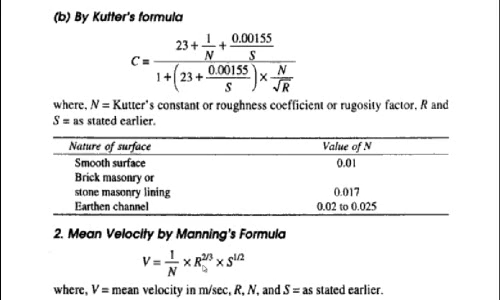 (b) By Kutter's formula
C = (23 + 1/N + 0.00155/S) / (1 + (23 + 0.00155/S) × N/√R)
where, N = Kutter's constant or roughness coefficient or rugosity factor, R and
S = as stated earlier.
Nature of surface Value of N
Smooth surface 0.01
Brick masonry or
stone masonry lining 0.017
Earthen channel 0.02 to 0.025
2. Mean Velocity by Manning's Formula
V = 1/N × R^2/3 × S^1/2
where, V = mean velocity in m/sec, R, N, and S = as stated earlier.